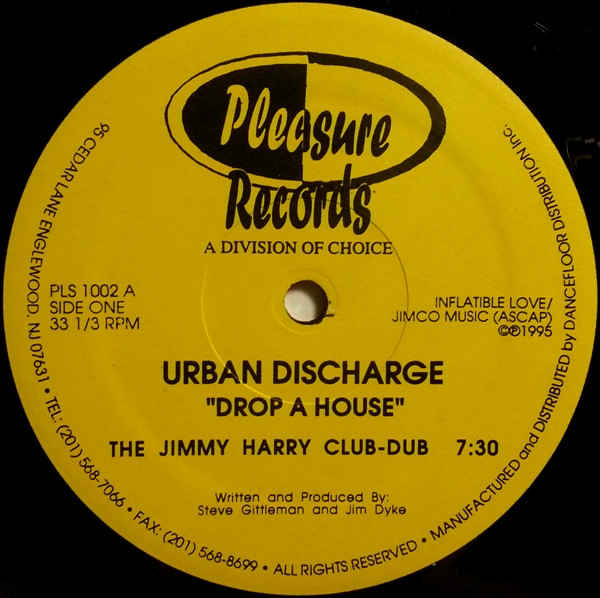 Pleasure
Records
A DIVISION OF CHOICE
PLS 1002 A
SIDE ONE
33 1/3 RPM
INFLATIBLE LOVE/
JIMCO MUSIC (ASCAP)
©℗1995
URBAN DISCHARGE
"DROP A HOUSE"
THE JIMMY HARRY CLUB-DUB 7:30
Written and Produced By:
Steve Gittleman and Jim Dyke
95 CEDAR LANE ENGLEWOOD, NJ 07631 • TEL: (201) 568-7066 • FAX: (201) 568-8699 • ALL RIGHTS RESERVED • MANUFACTURED and DISTRIBUTED by DANCEFLOOR DISTRIBUTION Inc.